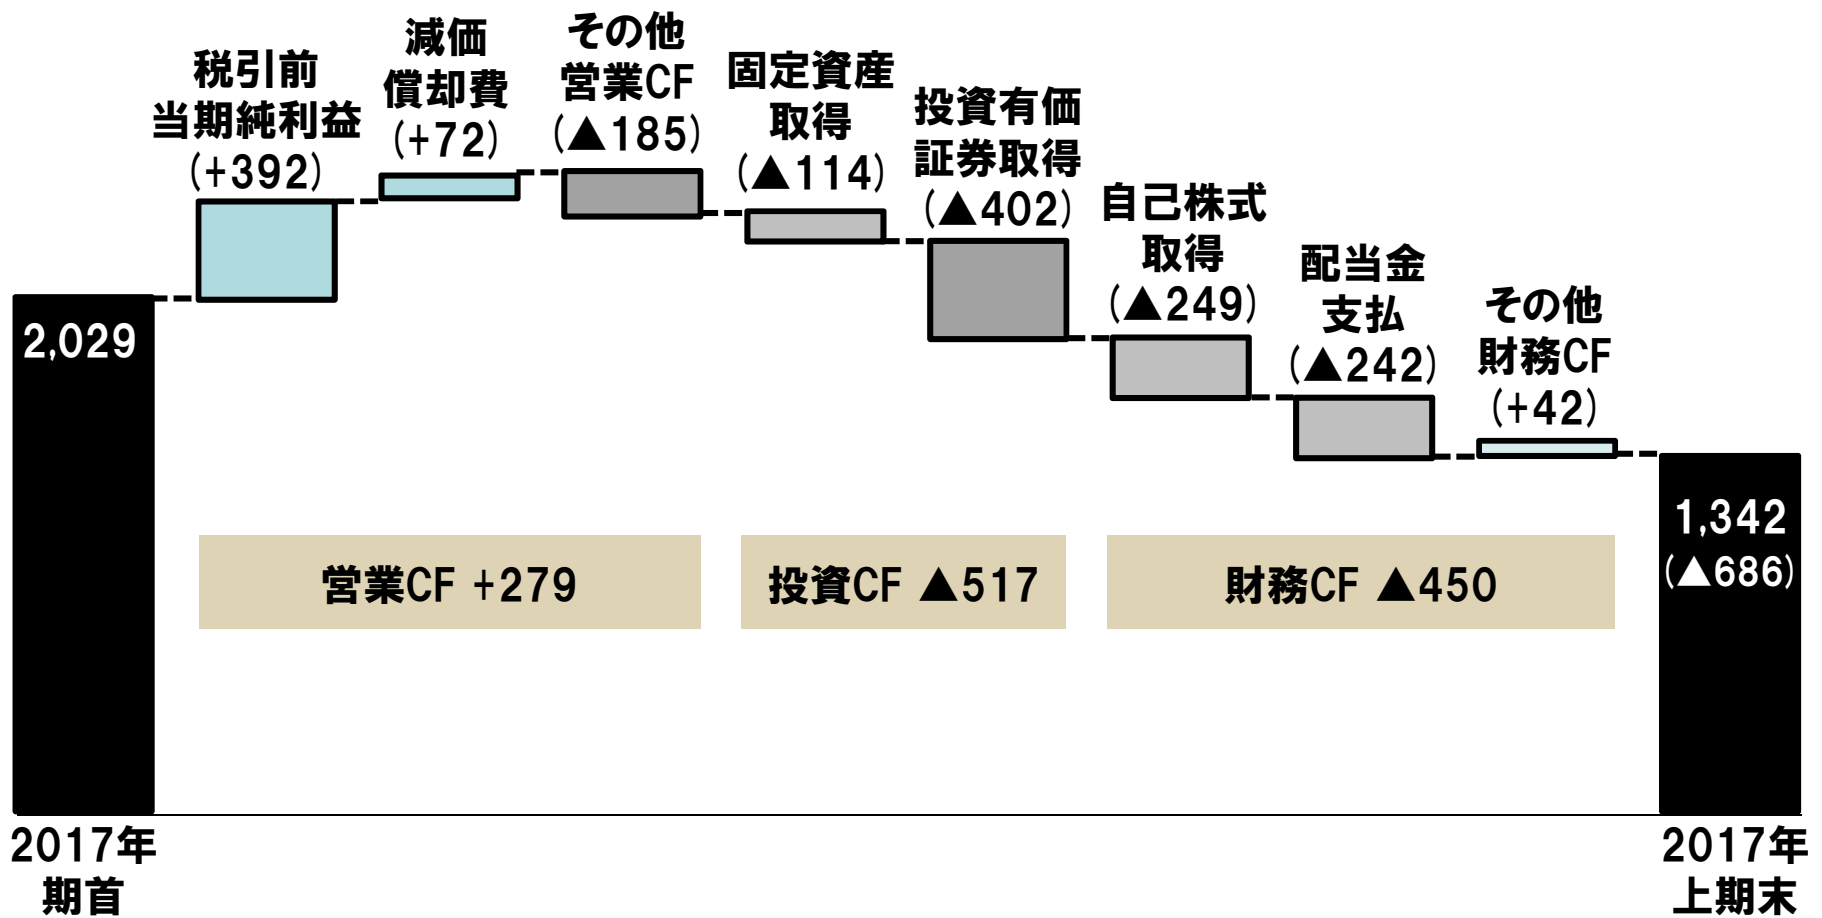 税引前
当期純利益
(+392)
減価
償却費
(+72)
その他
営業CF
(▲185)
固定資産
取得
(▲114)
投資有価
証券取得
(▲402)
自己株式
取得
(▲249)
配当金
支払
(▲242)
その他
財務CF
(+42)
2,029
1,342
(▲686)
営業CF +279
投資CF ▲517
財務CF ▲450
2017年
期首
2017年
上期末